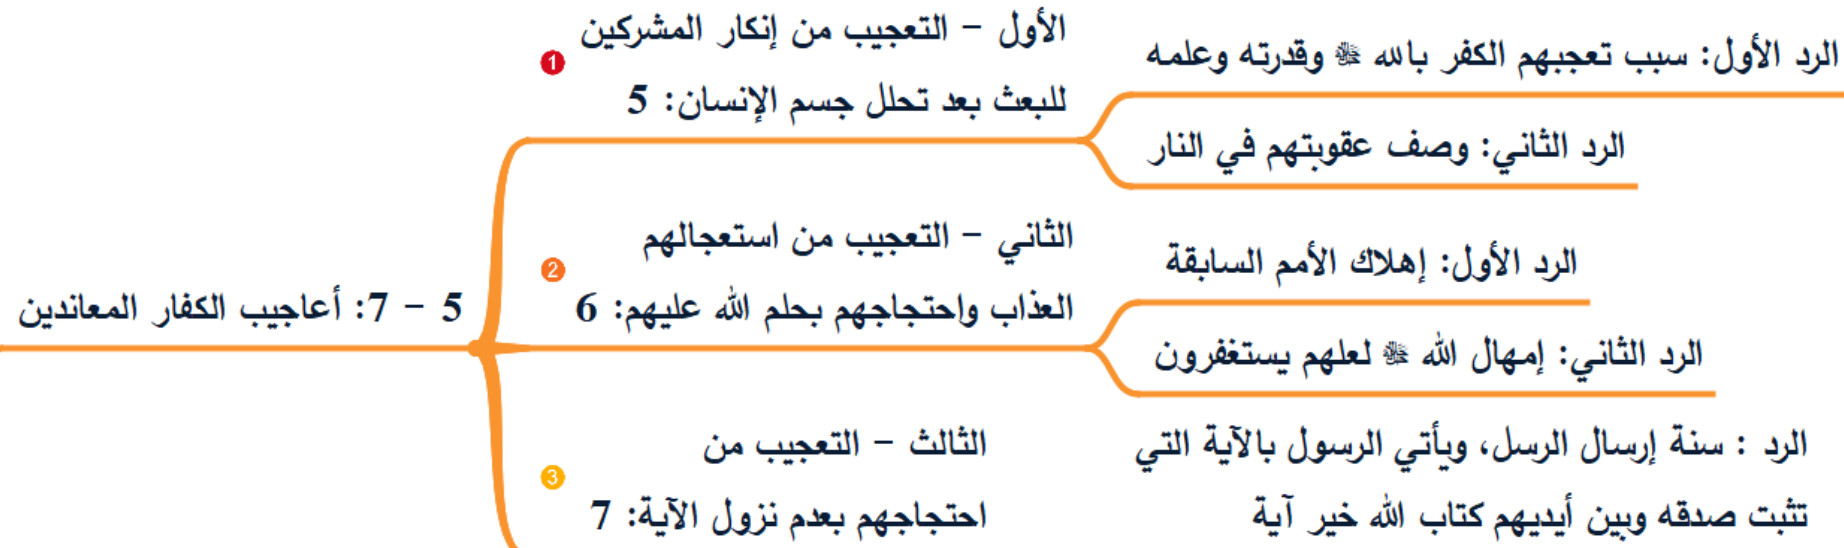 5 - 7: أعاجيب الكفار المعاندين
1
الأول - التعجيب من إنكار المشركين
للبعث بعد تحلل جسم الإنسان: 5
الرد الأول: سبب تعجبهم الكفر بالله ﷻ وقدرته وعلمه
الرد الثاني: وصف عقوبتهم في النار
2
الثاني - التعجيب من استعجالهم
العذاب واحتجاجهم بحلم الله عليهم: 6
الرد الأول: إهلاك الأمم السابقة
الرد الثاني: إمهال الله ﷻ لعلهم يستغفرون
3
الثالث - التعجيب من
احتجاجهم بعدم نزول الآية: 7
الرد : سنة إرسال الرسل، ويأتي الرسول بالآية التي
تثبت صدقه وبين أيديهم كتاب الله خير آية